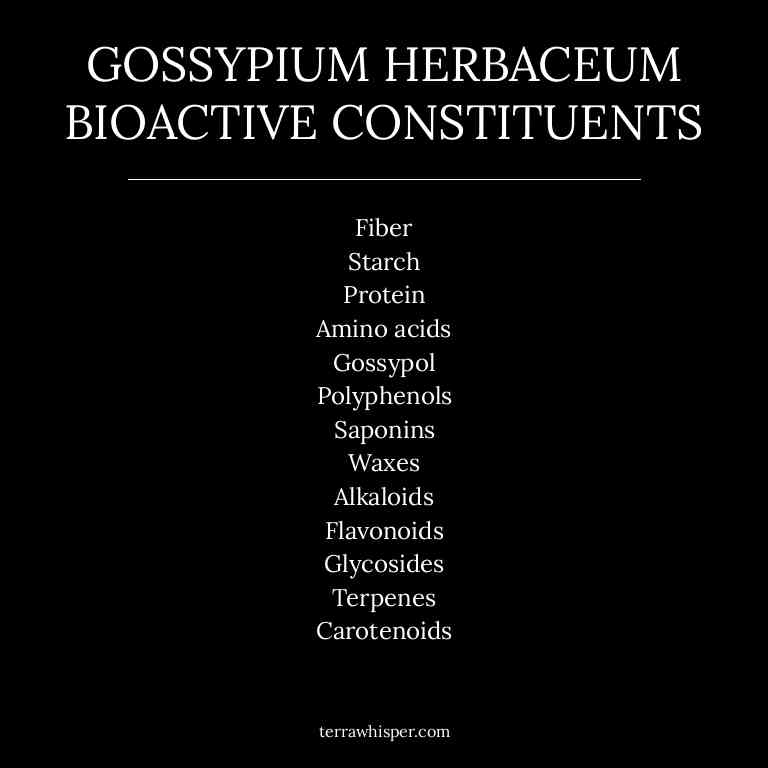 GOSSYPIUM HERBACEUM
BIOACTIVE CONSTITUENTS
Fiber
Starch
Protein
Amino acids
Gossypol
Polyphenols
Saponins
Waxes
Alkaloids
Flavonoids
Glycosides
Terpenes
Carotenoids
terrawhisper.com